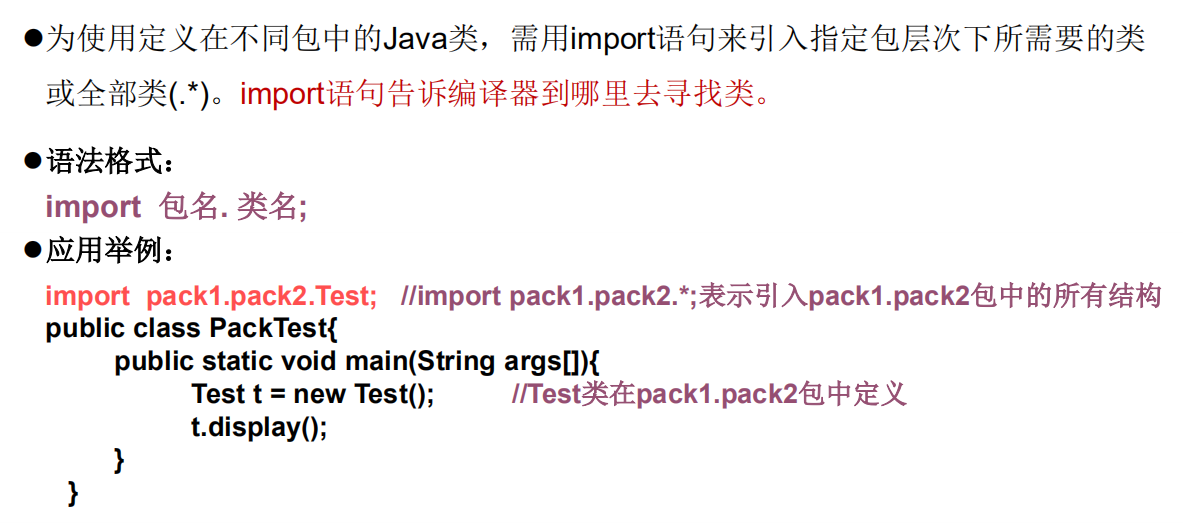 ●为使用定义在不同包中的Java类，需用import语句来引入指定包层次下所需要的类
或全部类(.*)。import语句告诉编译器到哪里去寻找类。
●语法格式：
import 包名. 类名;
●应用举例：
import pack1.pack2.Test; //import pack1.pack2.*;表示引入pack1.pack2包中的所有结构
public class PackTest{
public static void main(String args[]){
Test t = new Test(); //Test类在pack1.pack2包中定义
t.display();
}
}